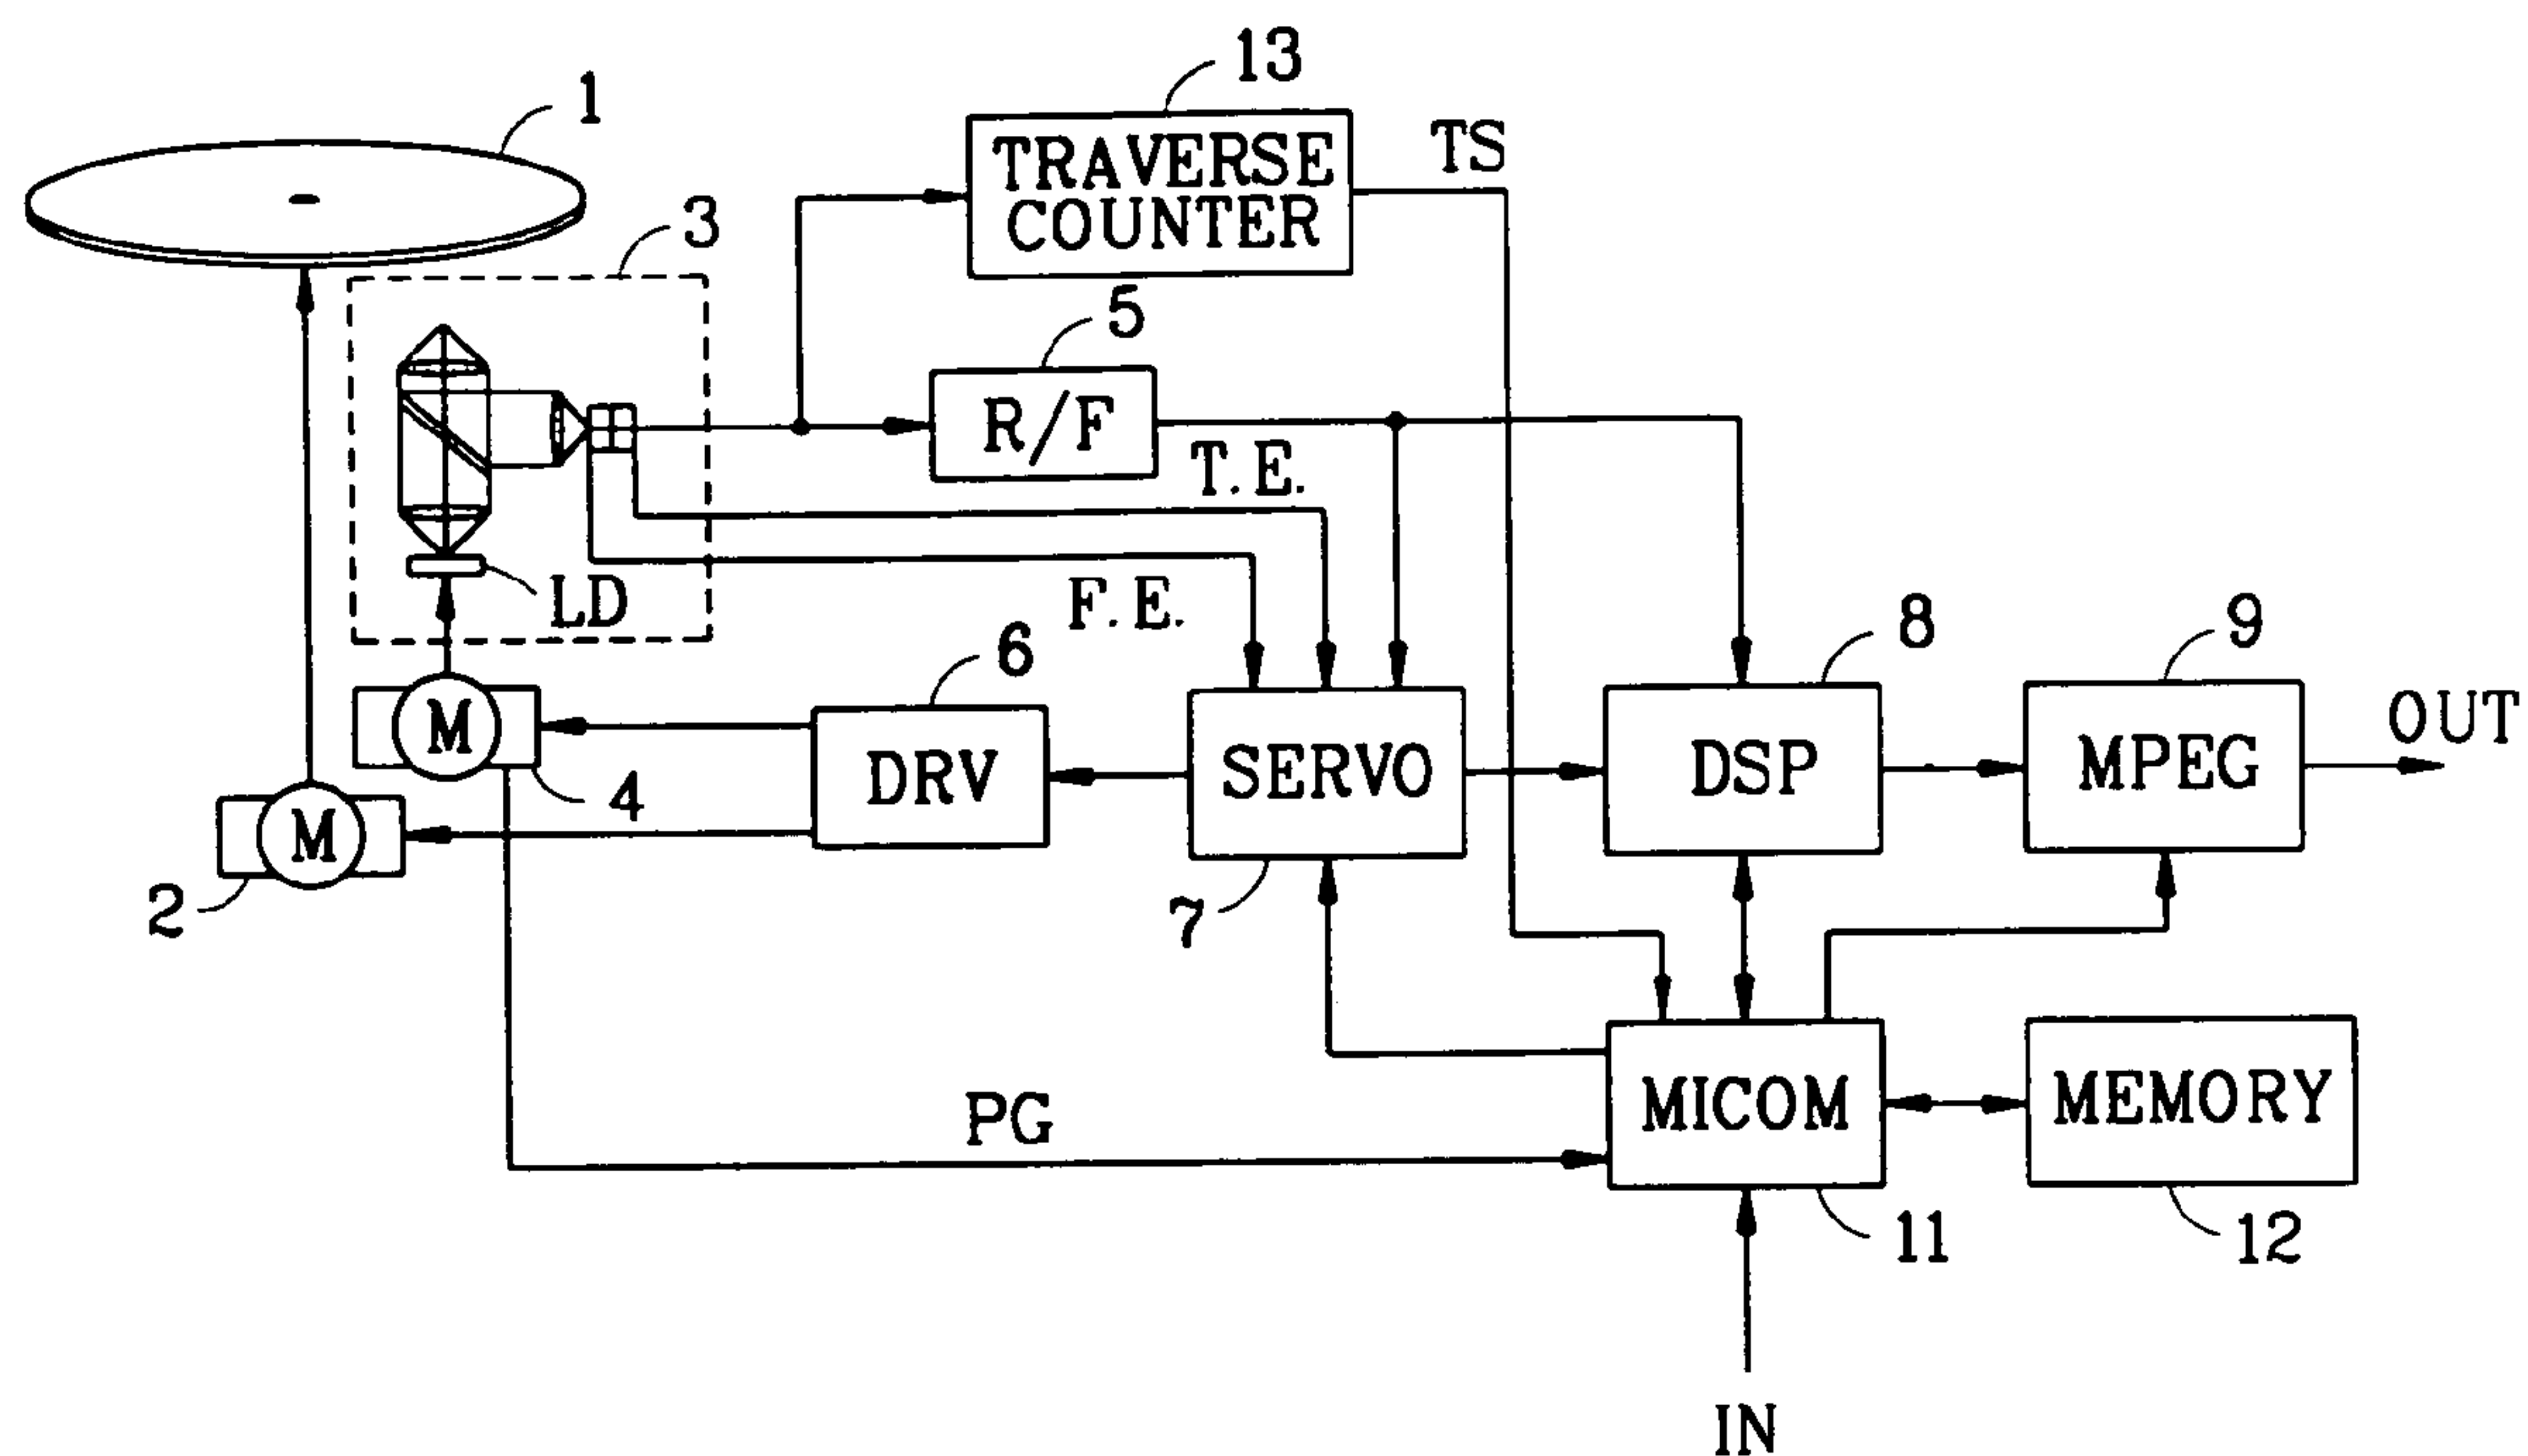 13
1
TRAVERSE
COUNTER
TS
3
5
R/F
T.E.
LD
F.E.
6
8
9
M
DRV
SERVO
DSP
MPEG
OUT
4
M
2
7
PG
MICOM
MEMORY
11
12
IN